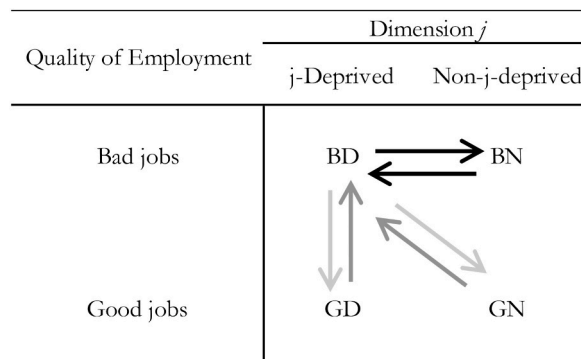 Dimension j
Quality of Employment
j-Deprived Non-j-deprived
Bad jobs BD BN
Good jobs GD GN